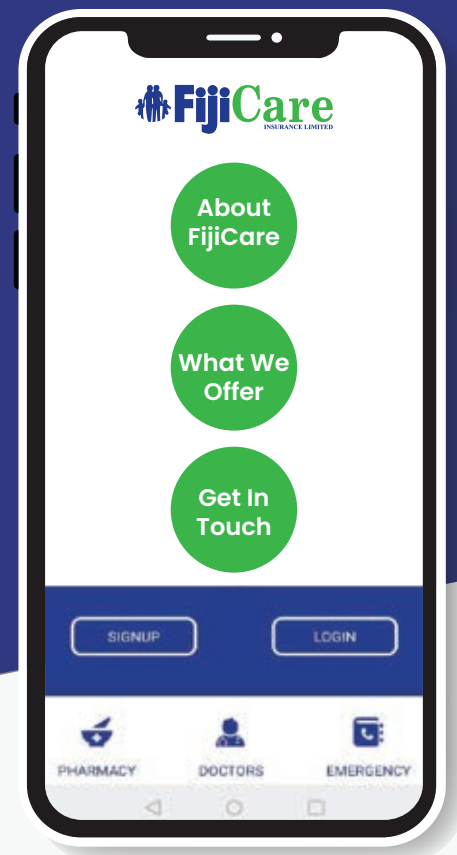 FijiCare
INSURANCE LIMITED
About
FijiCare
What We
Offer
Get In
Touch
SIGNUP LOGIN
PHARMACY DOCTORS EMERGENCY